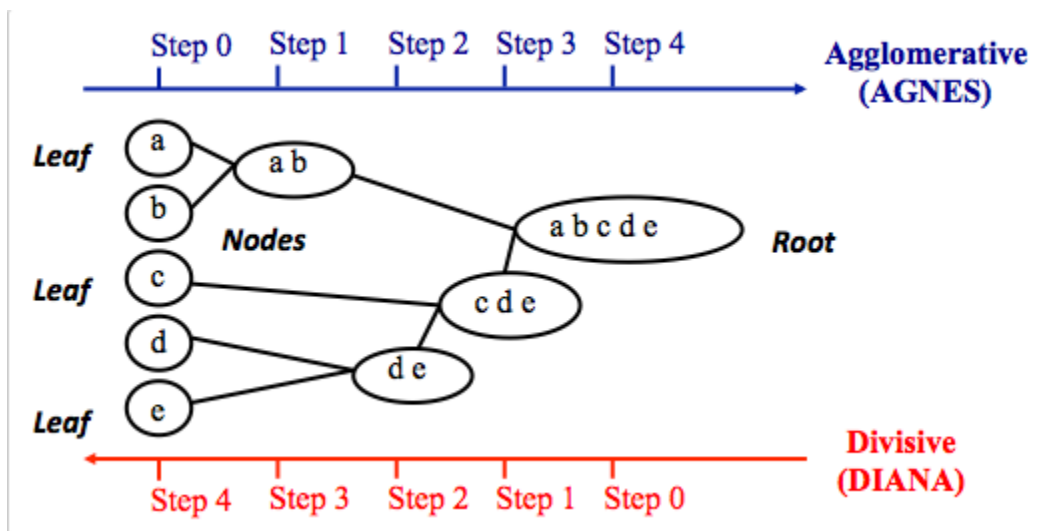 Step 0 Step 1 Step 2 Step 3 Step 4
Agglomerative
(AGNES)
Leaf
a
a b
b
a b c d e
Nodes
Root
Leaf
c
c d e
d
d e
e
Leaf
Divisive
(DIANA)
Step 4 Step 3 Step 2 Step 1 Step 0